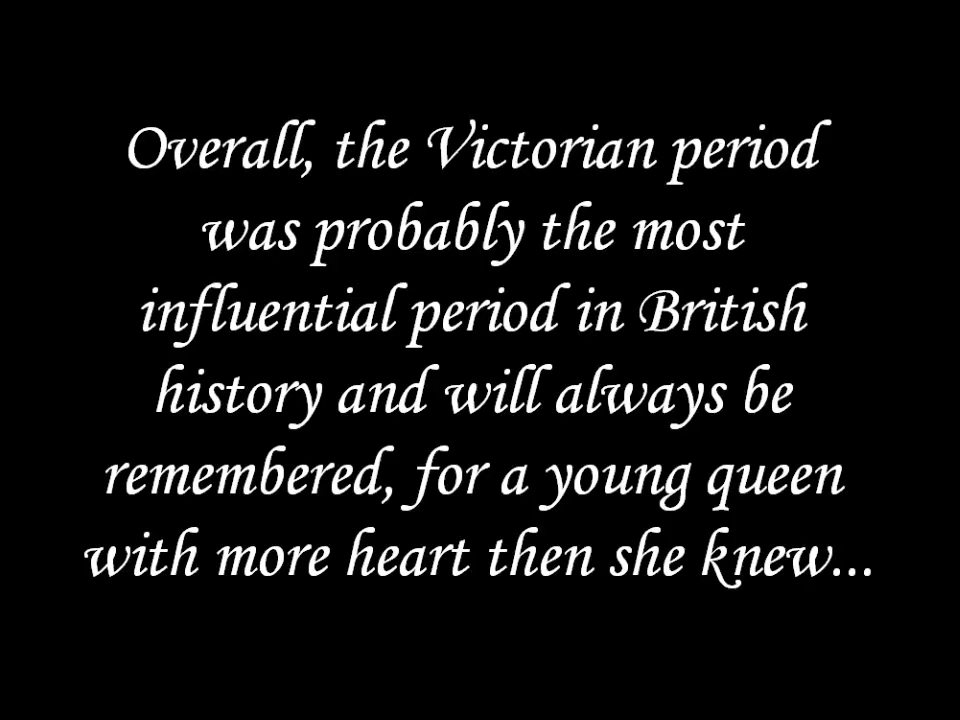 Overall, the Victorian period
was probably the most
influential period in British
history and will always be
remembered, for a young queen
with more heart then she knew...